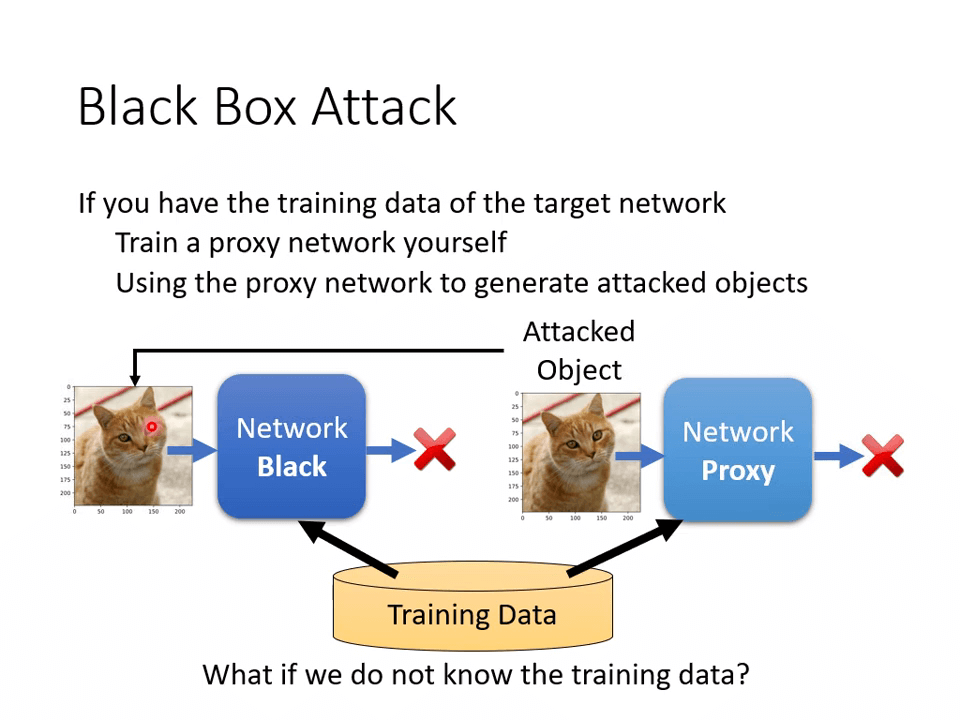 Black Box Attack
If you have the training data of the target network
Train a proxy network yourself
Using the proxy network to generate attacked objects
Attacked
Object
0
25
50
75
100
125
150
175
200
0 50 100 150 200
Network
Black
0
25
50
75
100
125
150
175
200
0 50 100 150 200
Network
Proxy
Training Data
What if we do not know the training data?